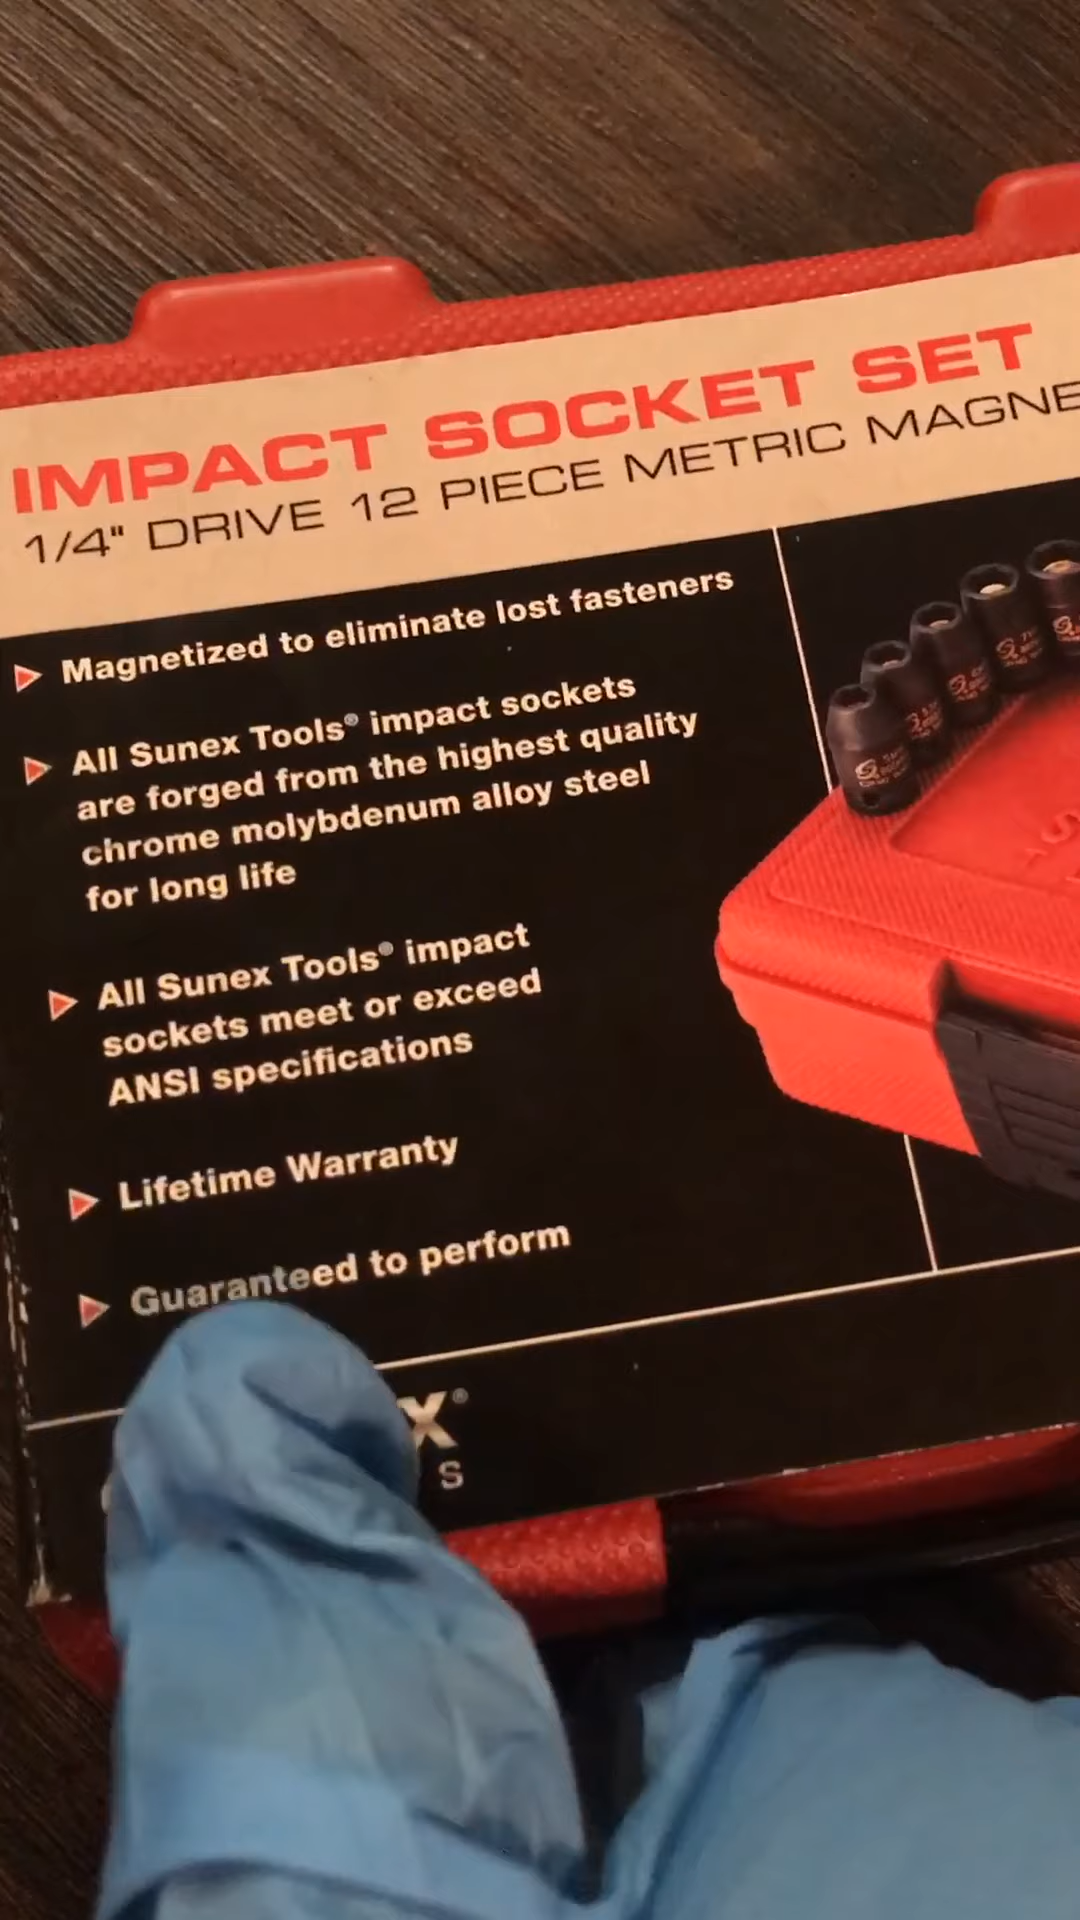 IMPACT SOCKET SET
1/4" DRIVE 12 PIECE METRIC MAGNE
Magnetized to eliminate lost fasteners
All Sunex Tools® impact sockets
are forged from the highest quality
chrome molybdenum alloy steel
for long life
All Sunex Tools® impact
sockets meet or exceed
ANSI specifications
Lifetime Warranty
Guaranteed to perform
X®
S